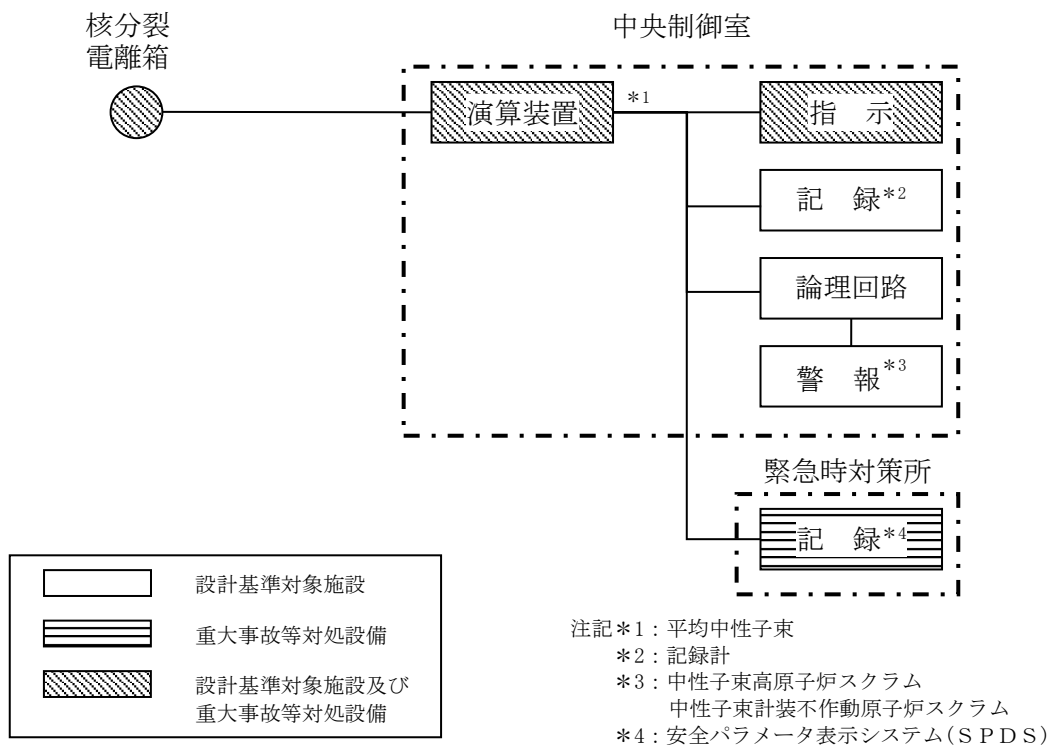 核分裂
電離箱
中央制御室
演算装置
*1
指　示
記　録*2
論理回路
警　報*3
緊急時対策所
記　録*4
設計基準対象施設
重大事故等対処設備
設計基準対象施設及び
重大事故等対処設備
注記*1：平均中性子束
*2：記録計
*3：中性子束高原子炉スクラム
中性子束計装不作動原子炉スクラム
*4：安全パラメータ表示システム(ＳＰＤＳ)